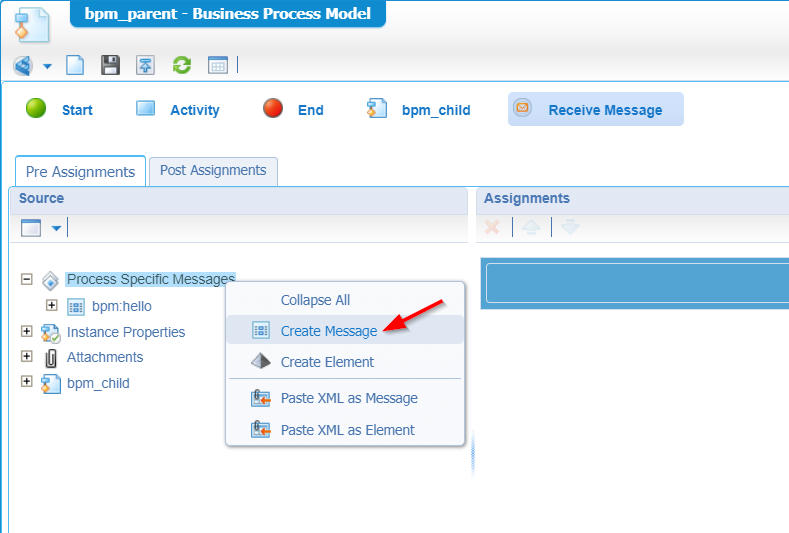 bpm_parent - Business Process Model
Start
Activity
End
bpm_child
Receive Message
Pre Assignments
Post Assignments
Source
Assignments
Process Specific Messages
bpm:hello
Instance Properties
Attachments
bpm_child
Collapse All
Create Message
Create Element
Paste XML as Message
Paste XML as Element